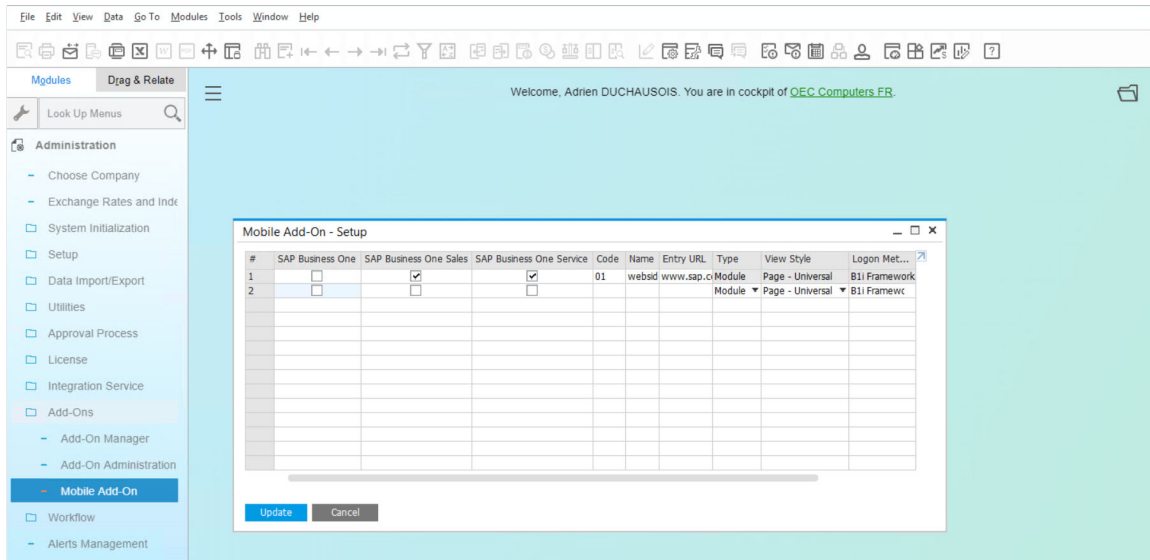 File Edit View Data Go To Modules Tools Window Help
Modules Drag & Relate
Welcome, Adrien DUCHAUSOIS. You are in cockpit of OEC Computers FR.
Look Up Menus
Administration
Choose Company
Exchange Rates and Inde
System Initialization
Setup
Data Import/Export
Utilities
Approval Process
License
Integration Service
Add-Ons
Add-On Manager
Add-On Administration
Mobile Add-On
Workflow
Alerts Management
Mobile Add-On - Setup
# SAP Business One SAP Business One Sales SAP Business One Service Code Name Entry URL Type View Style Logon Met...
1 01 websid www.sap.c Module Page - Universal B1i Framework
2 Module Page - Universal B1i Framewc
Update Cancel